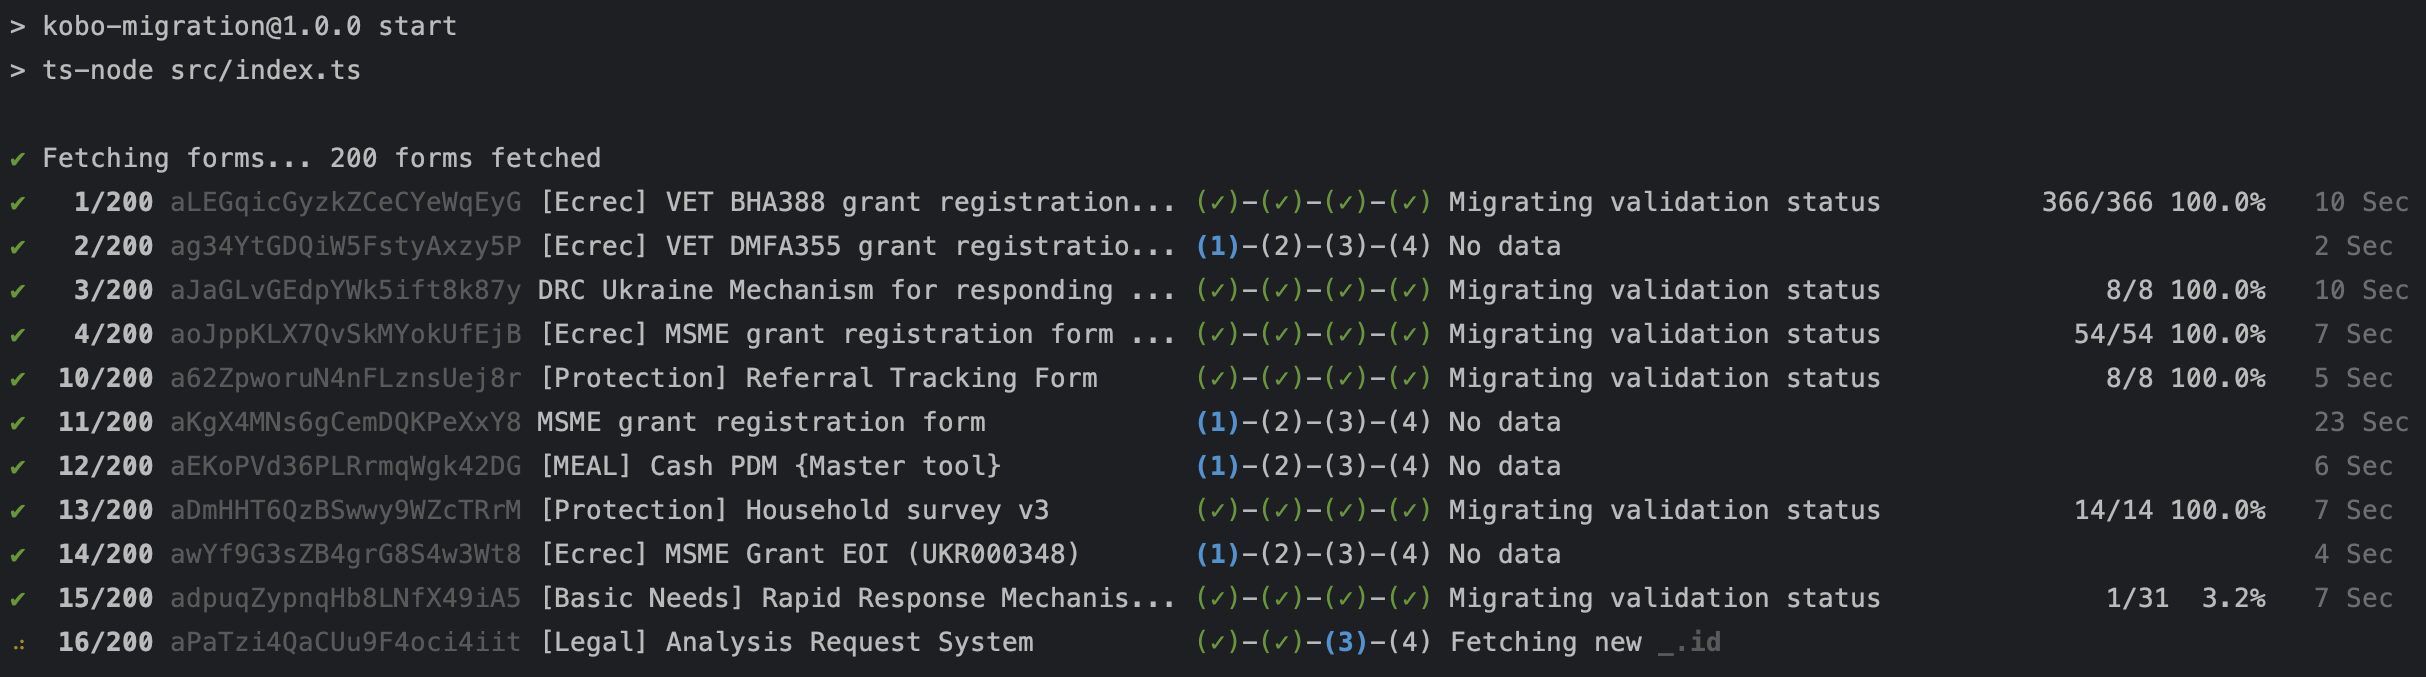 > kobo-migration@1.0.0 start
> ts-node src/index.ts
✔ Fetching forms... 200 forms fetched
✔ 1/200 aLEGqicGyzkZCeCYeWqEyG [Ecrec] VET BHA388 grant registration... (✓)-(✓)-(✓)-(✓) Migrating validation status 366/366 100.0% 10 Sec
✔ 2/200 ag34YtGDQiW5FstyAxzy5P [Ecrec] VET DMFA355 grant registratio... (1)-(2)-(3)-(4) No data 2 Sec
✔ 3/200 aJaGLvGEdpYWk5ift8k87y DRC Ukraine Mechanism for responding ... (✓)-(✓)-(✓)-(✓) Migrating validation status 8/8 100.0% 10 Sec
✔ 4/200 aoJppKLX7QvSkMYokUfEjB [Ecrec] MSME grant registration form ... (✓)-(✓)-(✓)-(✓) Migrating validation status 54/54 100.0% 7 Sec
✔ 10/200 a62ZpworuN4nFLznsUej8r [Protection] Referral Tracking Form (✓)-(✓)-(✓)-(✓) Migrating validation status 8/8 100.0% 5 Sec
✔ 11/200 aKgX4MNs6gCemDQKPeXxY8 MSME grant registration form (1)-(2)-(3)-(4) No data 23 Sec
✔ 12/200 aEKoPVd36PLRrmqWgk42DG [MEAL] Cash PDM {Master tool} (1)-(2)-(3)-(4) No data 6 Sec
✔ 13/200 aDmHHT6QzBSwwy9WZcTRrM [Protection] Household survey v3 (✓)-(✓)-(✓)-(✓) Migrating validation status 14/14 100.0% 7 Sec
✔ 14/200 awYf9G3sZB4grG8S4w3Wt8 [Ecrec] MSME Grant EOI (UKR000348) (1)-(2)-(3)-(4) No data 4 Sec
✔ 15/200 adpuqZypnqHb8LNfX49iA5 [Basic Needs] Rapid Response Mechanis... (✓)-(✓)-(✓)-(✓) Migrating validation status 1/31 3.2% 7 Sec
16/200 aPaTzi4QaCUu9F4oci4iit [Legal] Analysis Request System (✓)-(✓)-(3)-(4) Fetching new _.id